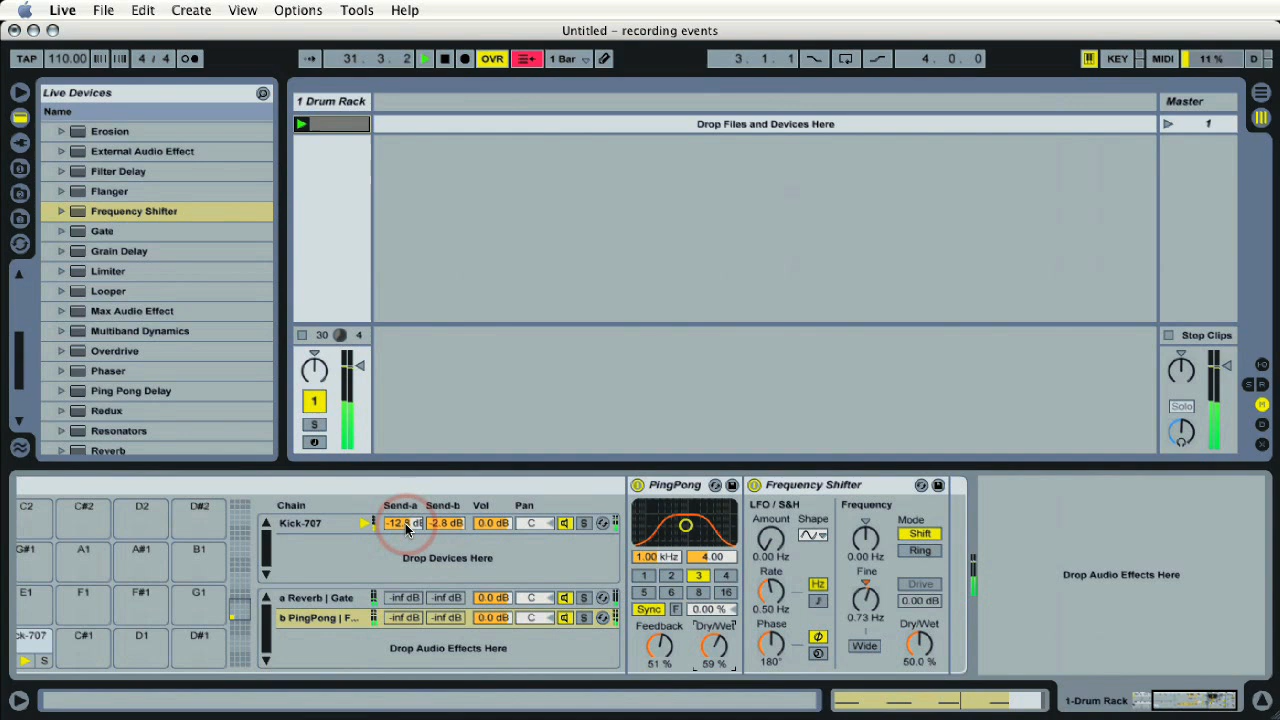 Live File Edit Create View Options Tools Help
Untitled – recording events
TAP 110.00 4 / 4 31. 3. 2 OVR 1 Bar 3. 1. 1 4. 0. 0 KEY MIDI 11 % D
Live Devices
Name
Erosion
External Audio Effect
Filter Delay
Flanger
Frequency Shifter
Gate
Grain Delay
Limiter
Looper
Max Audio Effect
Multiband Dynamics
Overdrive
Phaser
Ping Pong Delay
Redux
Resonators
Reverb
1 Drum Rack
Master
Drop Files and Devices Here
1
30 4
Stop Clips
1
S
Solo
S R
M
D
X
C2 C#2 D2 D#2
G#1 A1 B1
E1 F1 F#1 G1
ck-707 C#1 D1 D#1
S
Chain Send-a Send-b Vol Pan
Kick-707 -2.8 dB 0.0 dB C S
Drop Devices Here
a Reverb | Gate -inf dB -inf dB 0.0 dB C S
b PingPong | F... -inf dB -inf dB 0.0 dB C S
Drop Audio Effects Here
PingPong
1.00 kHz 4.00
1 2 3 4
5 6 8 16
Sync F 0.00 %
Feedback Dry/Wet
51 % 59 %
Frequency Shifter
LFO / S&H Frequency
Amount Shape Mode
Shift
0.00 Hz 0.00 Hz Ring
Rate Fine
Hz Drive
0.50 Hz 0.73 Hz 0.00 dB
Phase Wide Dry/Wet
180° 50.0 %
Drop Audio Effects Here
1-Drum Rack